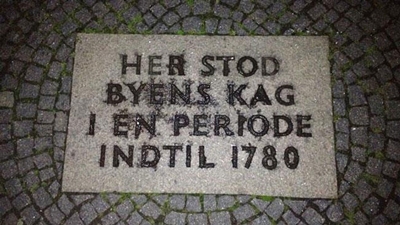 HER STOD
BYENS KAG
I EN PERIODE
INDTIL 1780